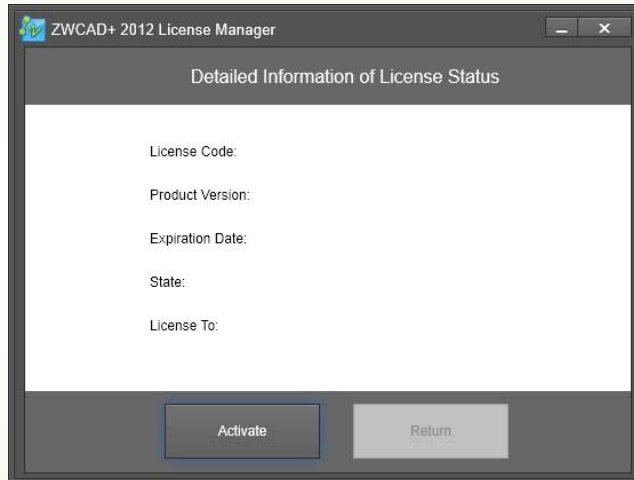 ZWCAD+ 2012 License Manager
Detailed Information of License Status
License Code:
Product Version:
Expiration Date:
State:
License To:
Activate
Return